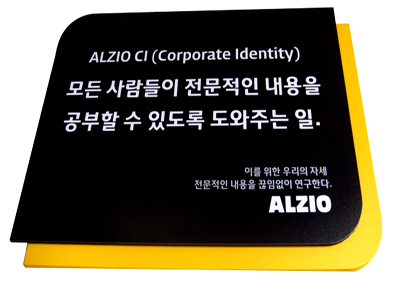 ALZIO CI (Corporate Identity)
모든 사람들이 전문적인 내용을
공부할 수 있도록 도와주는 일.
이를 위한 우리의 자세
전문적인 내용을 끊임없이 연구한다.
ALZIO